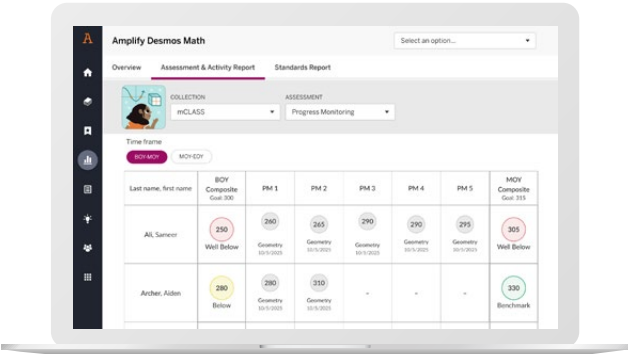 Amplify Desmos Math
Select an option...
Overview Assessment & Activity Report Standards Report
COLLECTION ASSESSMENT
mCLASS Progress Monitoring
Time frame
BOY-MOY MOY-EOY
Last name, first name BOY Composite Goal: 300 PM 1 PM 2 PM 3 PM 4 PM 5 MOY Composite Goal: 315
Ali, Sameer 250 Well Below 260 Geometry 10/5/2025 265 Geometry 10/5/2025 290 Geometry 10/5/2025 290 Geometry 10/5/2025 295 Geometry 10/5/2025 305 Well Below
Archer, Aiden 280 Below 280 Geometry 10/5/2025 310 Geometry 10/5/2025 - - - 330 Benchmark